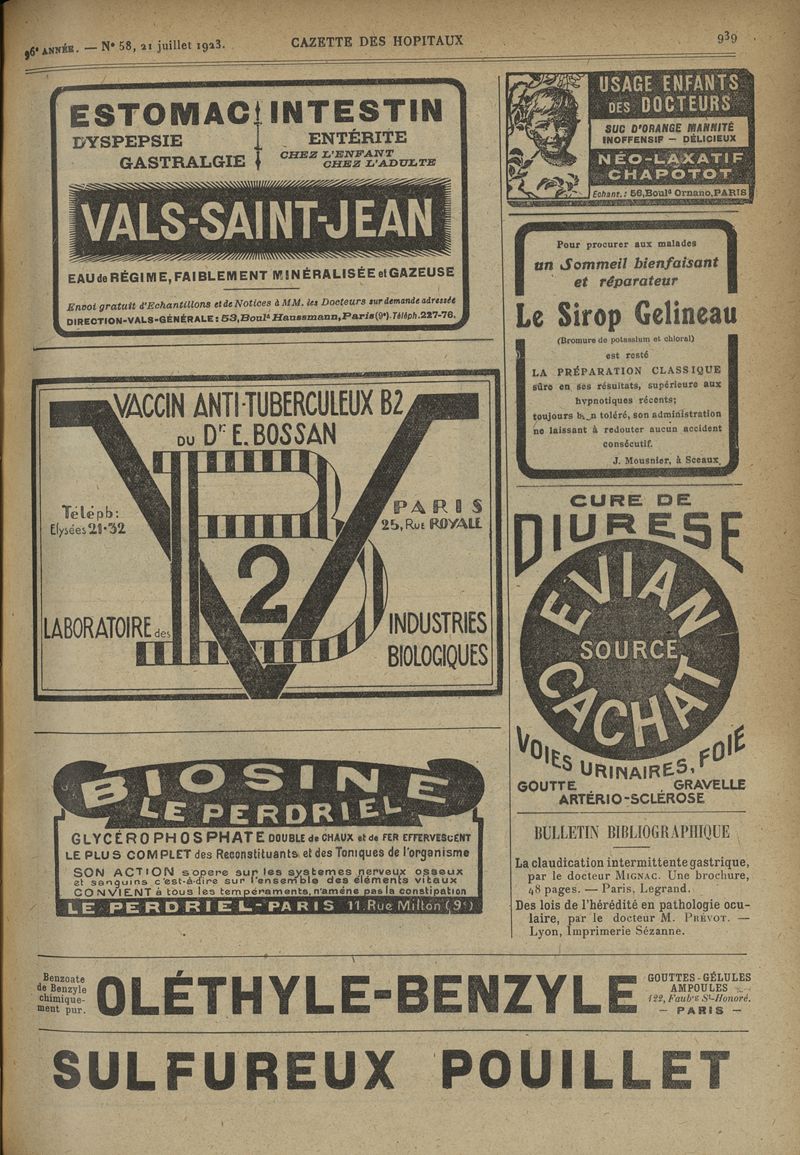 96e ANNÉE. — N° 58, 21 juillet 1923.
CAZETTE DES HOPITAUX
939
ESTOMAC INTESTIN
DYSPEPSIE
GASTRALGIE
ENTÉRITE
CHEZ L'ENFANT
CHEZ L'ADULTE
VALS-SAINT-JEAN
EAU de RÉGIME, FAIBLEMENT MINÉRALISÉE et GAZEUSE
Envoi gratuit d'Echantillons et de Notices à MM. les Docteurs sur demande adressée
DIRECTION-VALS-GÉNÉRALE: 53, Boulᵈ Haussmann, Paris (9ᵉ). Téléph. 227-76.
VACCIN ANTI-TUBERCULEUX B2
DU Dr. E. BOSSAN
Téléph:
Elysées 21·32
PARIS
25, Rue ROYALE
VB
2
LABORATOIRE des
INDUSTRIES
BIOLOGIQUES
BIOSINE
LE PERDRIEL
GLYCÉROPHOSPHATE DOUBLE de CHAUX et de FER EFFERVESCENT
LE PLUS COMPLET des Reconstituants et des Toniques de l'organisme
SON ACTION s'opère sur les systèmes nerveux osseux
et sanguins c'est-à-dire sur l'ensemble des éléments vitaux
CONVIENT à tous les tempéraments, n'amène pas la constipation
LE PERDRIEL-PARIS 11. Rue Milton (9ᵉ)
USAGE ENFANTS
DES DOCTEURS
SUC D'ORANGE MANNITÉ
INOFFENSIF — DÉLICIEUX
NÉO-LAXATIF
CHAPOTOT
Echant.: 56, Boulᵈ Ornano, PARIS
Pour procurer aux malades
un Sommeil bienfaisant
et réparateur
Le Sirop Gelineau
(Bromure de potassium et chloral)
est resté
LA PRÉPARATION CLASSIQUE
sûre en ses résultats, supérieure aux
hypnotiques récents;
toujours toléré, son administration
ne laissant à redouter aucun accident
consécutif.
J. Mousnier, à Sceaux.
CURE DE
DIURESE
EVIAN
SOURCE
CACHAT
VOIES URINAIRES, FOIE
GOUTTE GRAVELLE
ARTÉRIO-SCLÉROSE
BULLETIN BIBLIOGRAPHIQUE
La claudication intermittente gastrique,
par le docteur MIGNAC. Une brochure,
48 pages. — Paris, Legrand.
Des lois de l'hérédité en pathologie ocu-
laire, par le docteur M. PRÉVOT. —
Lyon, Imprimerie Sézanne.
Benzoate
de Benzyle
chimique-
ment pur.
OLÉTHYLE-BENZYLE
GOUTTES - GÉLULES
AMPOULES
122, Faubᵍ Sᵗ-Honoré.
— PARIS —
SULFUREUX POUILLET